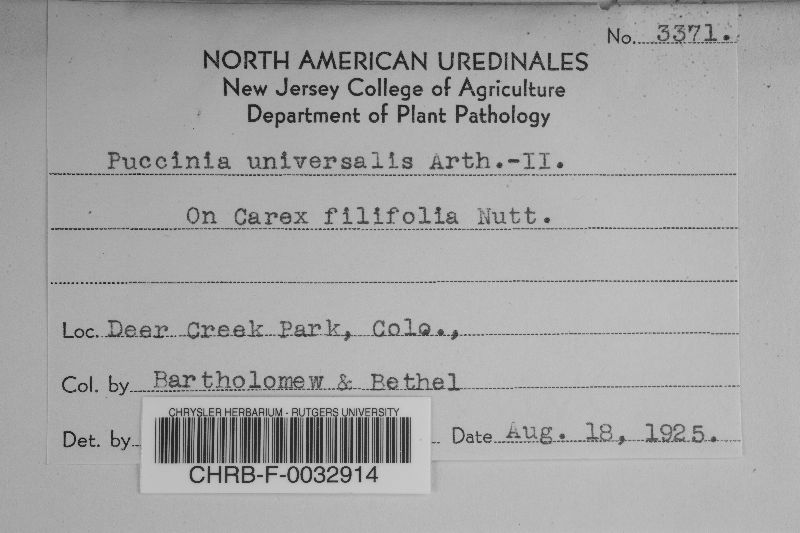 No. 3371.
NORTH AMERICAN UREDINALES
New Jersey College of Agriculture
Department of Plant Pathology
Puccinia universalis Arth.-II.
On Carex filifolia Nutt.
Loc. Deer Creek Park, Colo.,
Col. by Bartholomew & Bethel
Det. by
Date Aug. 18, 1925.
CHRYSLER HERBARIUM - RUTGERS UNIVERSITY
CHRB-F-0032914